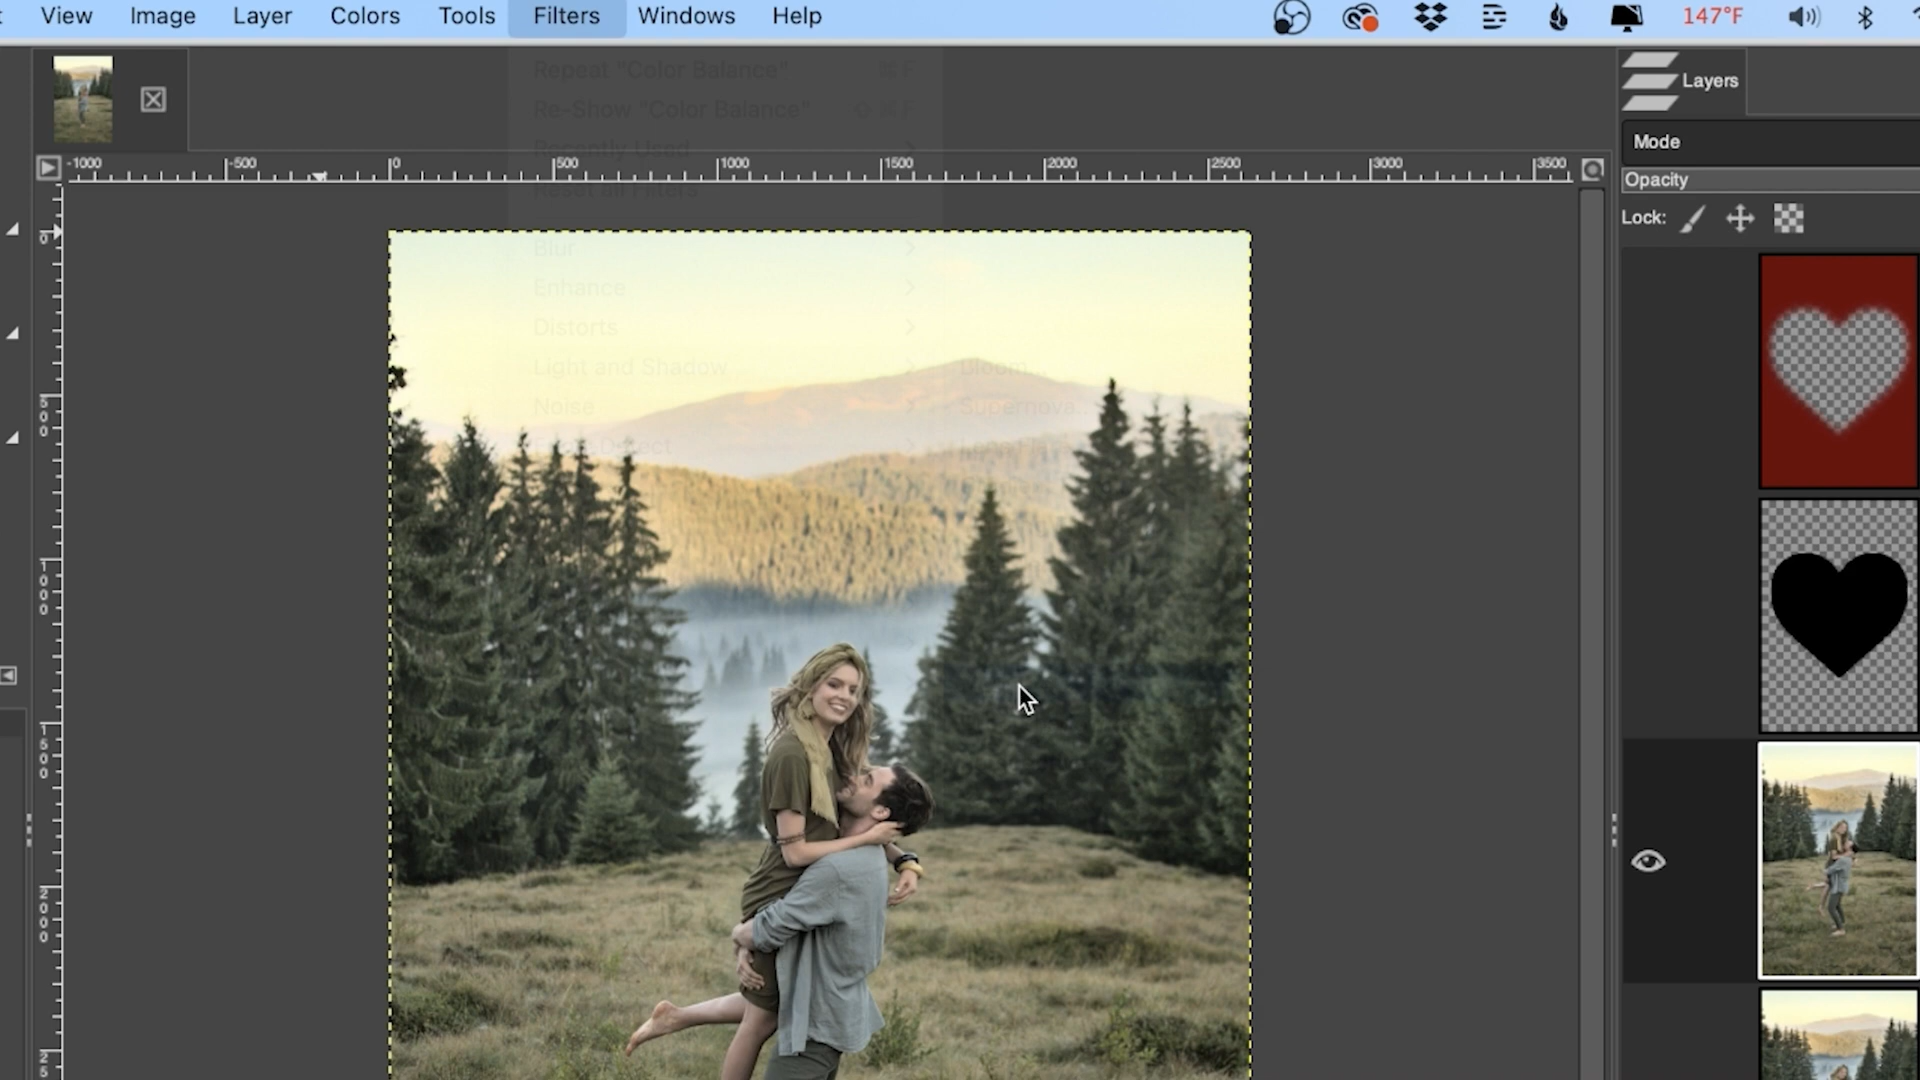 View Image Layer Colors Tools Filters Windows Help 147°F
Repeat "Color Balance" ⌘ F
Re-Show "Color Balance" ⇧ ⌘ F
Recently Used
Reset all Filters
Blur
Enhance
Distorts
Light and Shadow
Noise
Bloom...
Supernova...
-1000 -500 0 500 1000 1500 2000 2500 3000 3500
0
500
1000
1500
2000
25
Layers
Mode
Opacity
Lock: